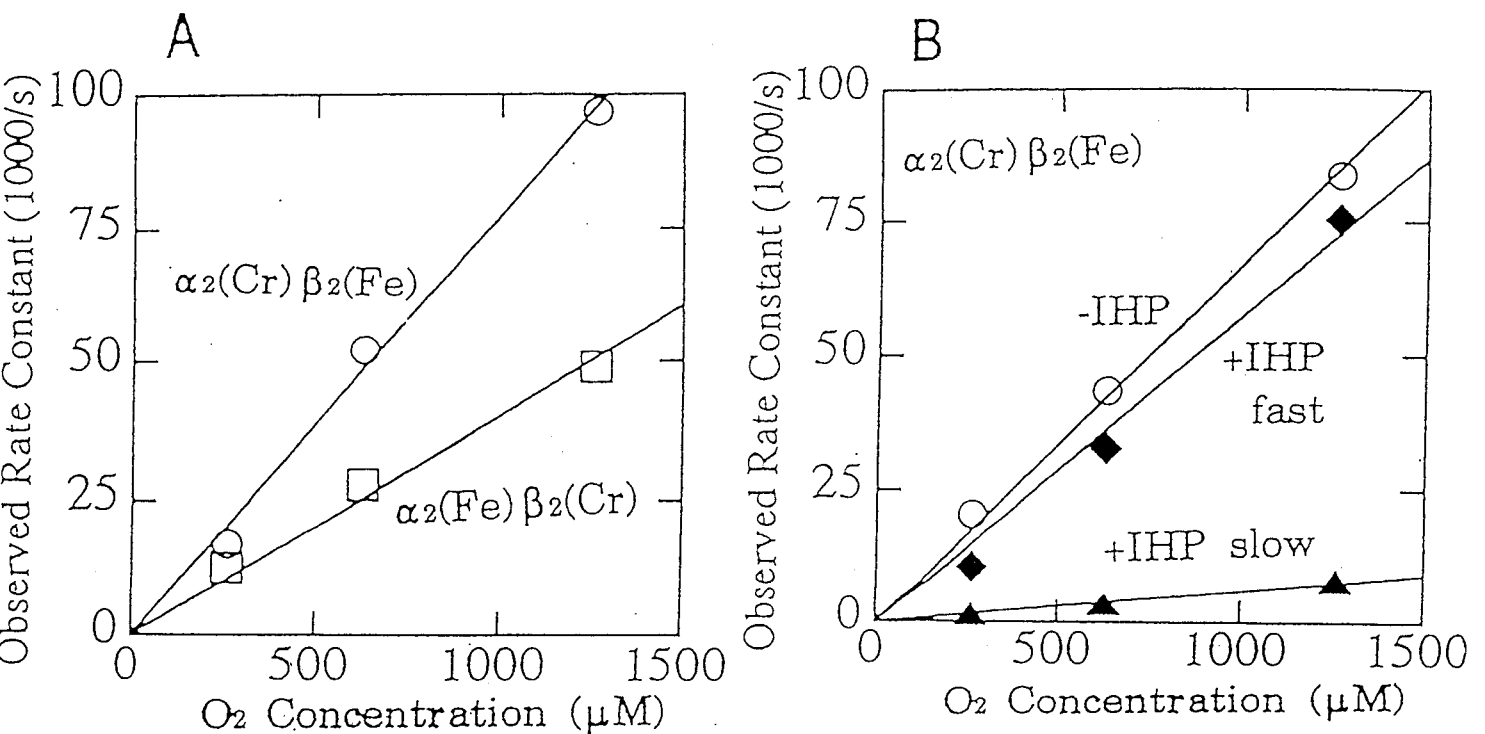 A
Observed Rate Constant (1000/s)
100
75
50
25
0
α2(Cr) β2(Fe)
α2(Fe) β2(Cr)
0 500 1000 1500
O2 Concentration (μM)
B
Observed Rate Constant (1000/s)
100
75
50
25
0
α2(Cr) β2(Fe)
-IHP
+IHP
fast
+IHP slow
0 500 1000 1500
O2 Concentration (μM)